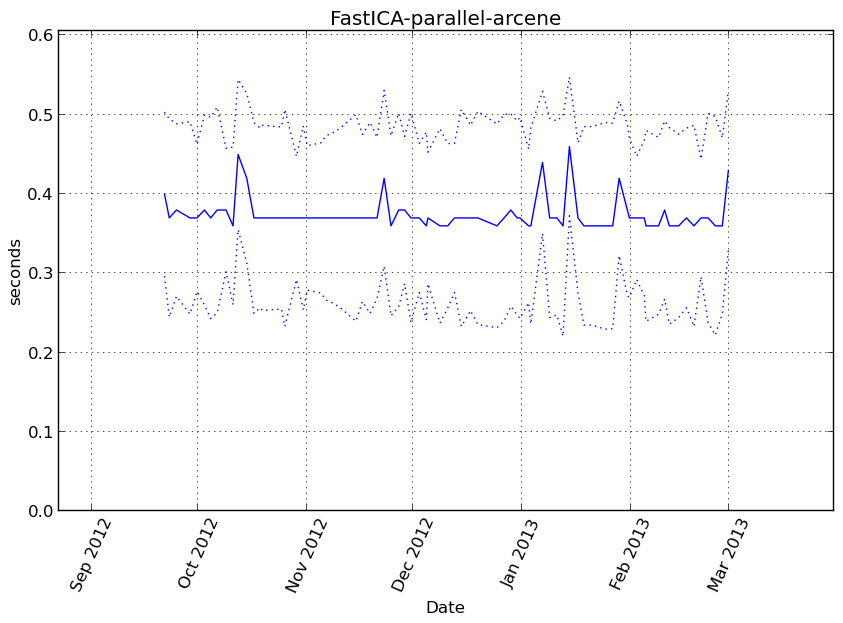 FastICA-parallel-arcene
0.6
0.5
0.4
0.3
0.2
0.1
0.0
seconds
Sep 2012
Oct 2012
Nov 2012
Dec 2012
Jan 2013
Feb 2013
Mar 2013
Date